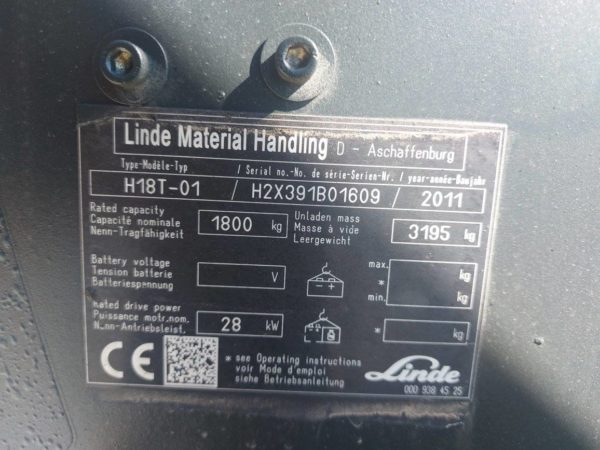 Linde Material Handling D - Aschaffenburg
Type-Modèle-Typ / Serial no.-No. de série-Serien-Nr. / year-année-Baujahr
H18T-01 / H2X391B01609 / 2011
Rated capacity
Capacité nominale
Nenn-Tragfähigkeit
1800 kg
Unladen mass
Masse à vide
Leergewicht
3195 kg
Battery voltage
Tension batterie
Batteriespannung
V
- +
max.
*
min.
kg
kg
Rated drive power
Puissance motr.nom.
Nenn-Antriebsleist.
28 kW
* kg
CE
* see Operating instructions
voir Mode d'emploi
siehe Betriebsanleitung
Linde
000 938 45 25